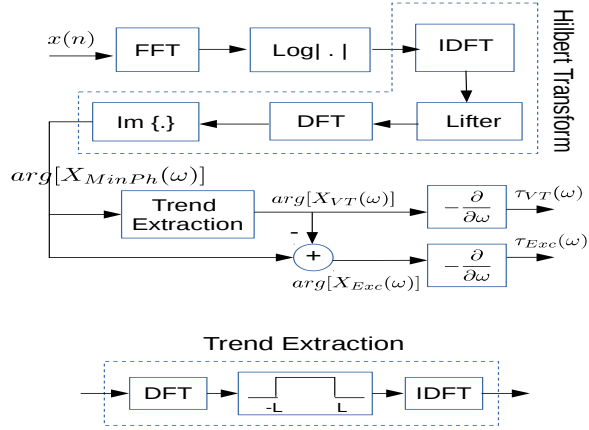 x(n)
FFT
Log| . |
IDFT
Hilbert Transform
Im {.}
DFT
Lifter
arg[X_{MinPh}(ω)]
Trend
Extraction
arg[X_{VT}(ω)]
-∂/∂ω
τ_{VT}(ω)
-
+
arg[X_{Exc}(ω)]
-∂/∂ω
τ_{Exc}(ω)
Trend Extraction
DFT
-L
L
IDFT